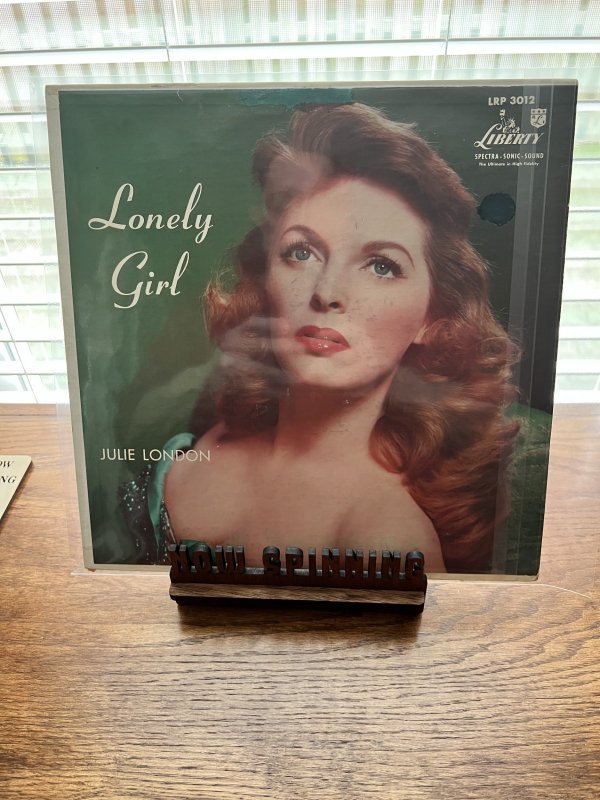 LRP 3012
LIBERTY
SPECTRA-SONIC-SOUND
The Ultimate in High Fidelity
Lonely
Girl
JULIE LONDON
NOW SPINNING